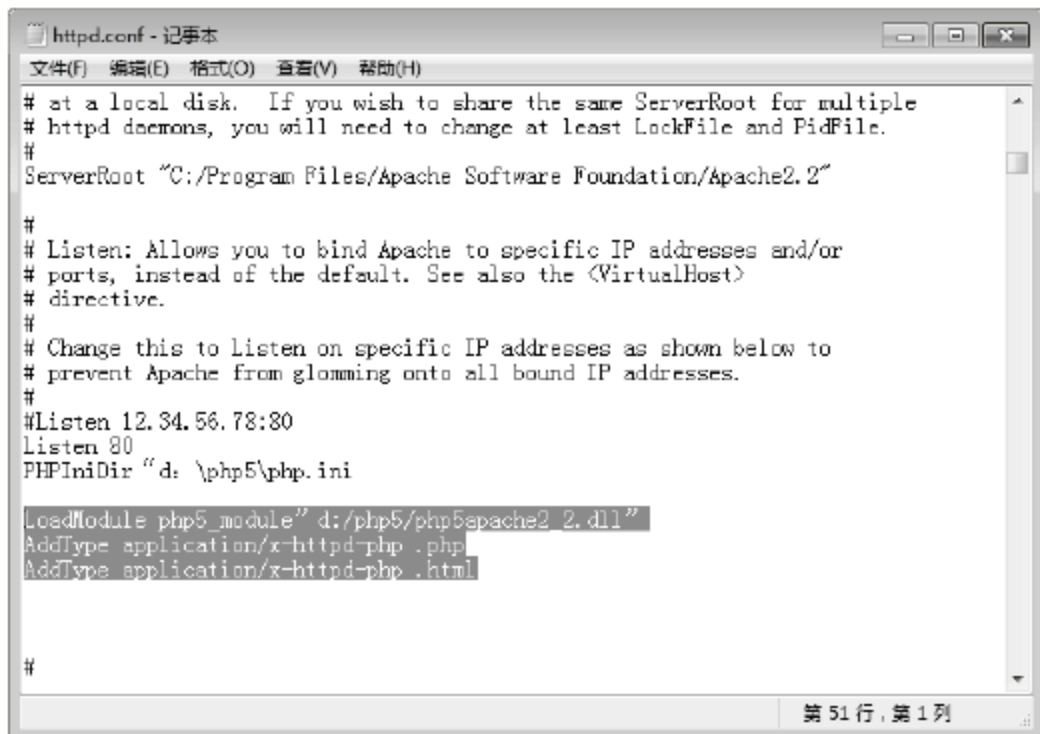 httpd.conf - 记事本
文件(F) 编辑(E) 格式(O) 查看(V) 帮助(H)
# at a local disk.  If you wish to share the same ServerRoot for multiple
# httpd daemons, you will need to change at least LockFile and PidFile.
#
ServerRoot "C:/Program Files/Apache Software Foundation/Apache2.2"
#
# Listen: Allows you to bind Apache to specific IP addresses and/or
# ports, instead of the default. See also the <VirtualHost>
# directive.
#
# Change this to Listen on specific IP addresses as shown below to
# prevent Apache from glomming onto all bound IP addresses.
#
#Listen 12.34.56.78:80
Listen 80
PHPIniDir “d：\php5\php.ini
LoadModule php5_module” d:/php5/php5apache2_2.dll”
AddType application/x-httpd-php .php
AddType application/x-httpd-php .html
#
第 51 行，第 1 列